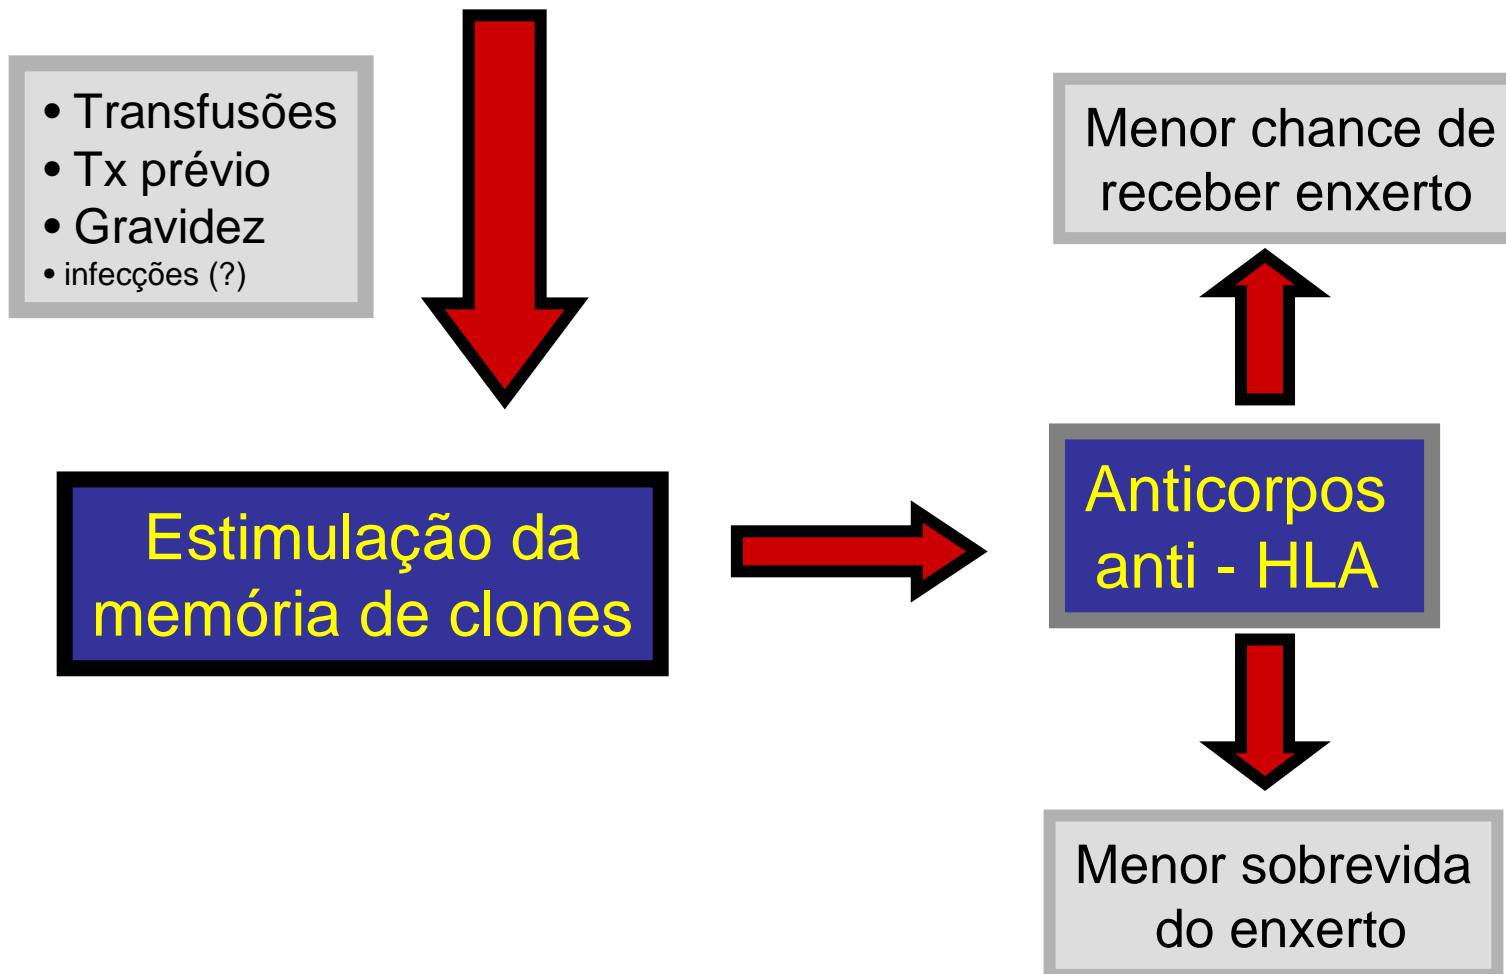 • Transfusões
• Tx prévio
• Gravidez
• infecções (?)
Menor chance de
receber enxerto
Estimulação da
memória de clones
Anticorpos
anti - HLA
Menor sobrevida
do enxerto